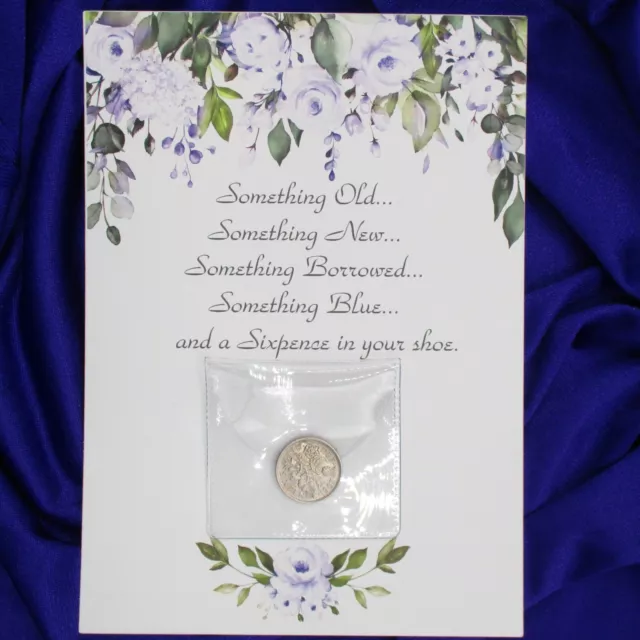 Something Old...
Something New...
Something Borrowed...
Something Blue...
and a Sixpence in your shoe.